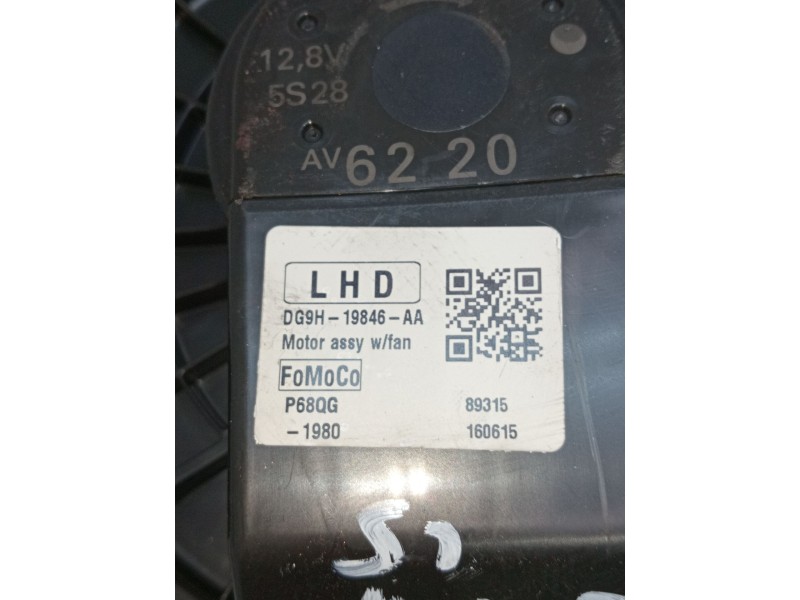 12,8V
5S28
AV 62 20
LHD
DG9H-19846-AA
Motor assy w/fan
FoMoCo
P68QG 89315
-1980 160615